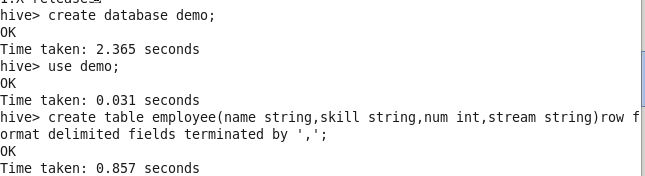 hive> create database demo;
OK
Time taken: 2.365 seconds
hive> use demo;
OK
Time taken: 0.031 seconds
hive> create table employee(name string,skill string,num int,stream string)row f
ormat delimited fields terminated by ',';
OK
Time taken: 0.857 seconds